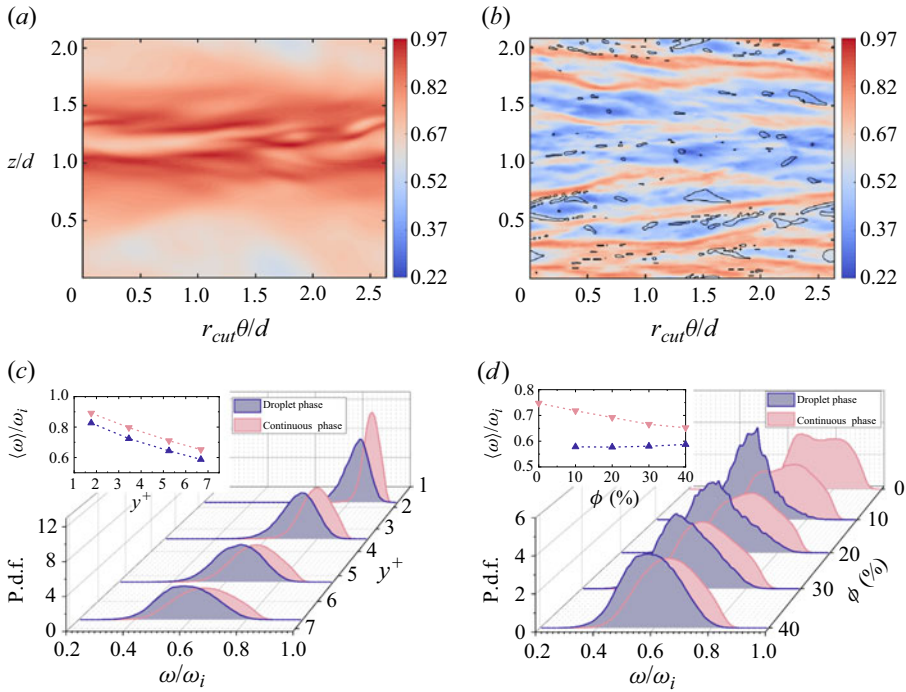 (a)
(b)
2.0
1.5
z/d
1.0
0.5
0
0.5
1.0
1.5
2.0
2.5
r_cut θ/d
0.97
0.82
0.67
0.52
0.37
0.22
2.0
1.5
1.0
0.5
0
0.5
1.0
1.5
2.0
2.5
r_cut θ/d
0.97
0.82
0.67
0.52
0.37
0.22
(c)
1.0
0.8
0.6
⟨ω⟩/ω_i
1 2 3 4 5 6 7
y⁺
Droplet phase
Continuous phase
12
8
4
0
P.d.f.
0.2 0.4 0.6 0.8 1.0
ω/ω_i
1
2
3
4
5
6
7
y⁺
(d)
0.8
0.7
0.6
0.5
⟨ω⟩/ω_i
0 10 20 30 40
ϕ (%)
Droplet phase
Continuous phase
6
4
2
0
P.d.f.
0.2 0.4 0.6 0.8 1.0
ω/ω_i
0
10
20
30
40
ϕ (%)